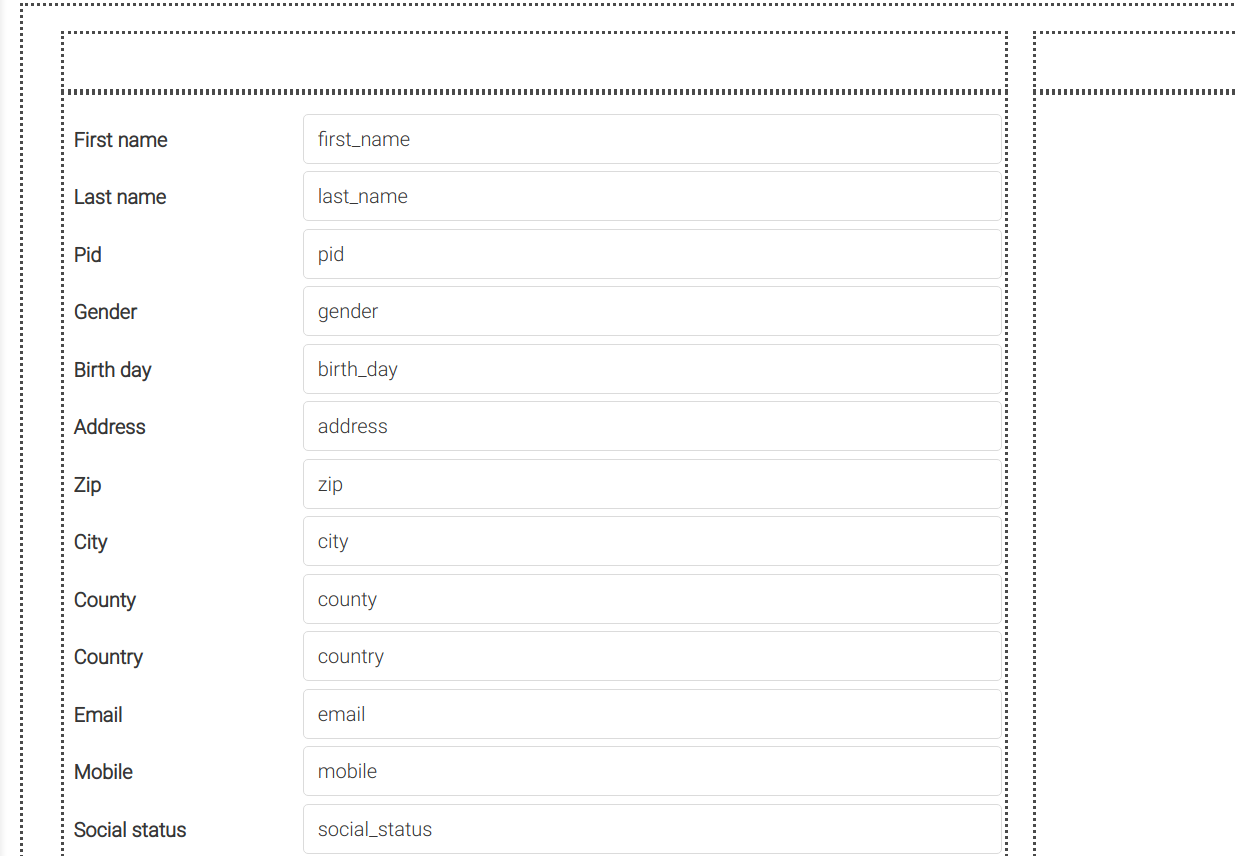 First name first_name
Last name last_name
Pid pid
Gender gender
Birth day birth_day
Address address
Zip zip
City city
County county
Country country
Email email
Mobile mobile
Social status social_status